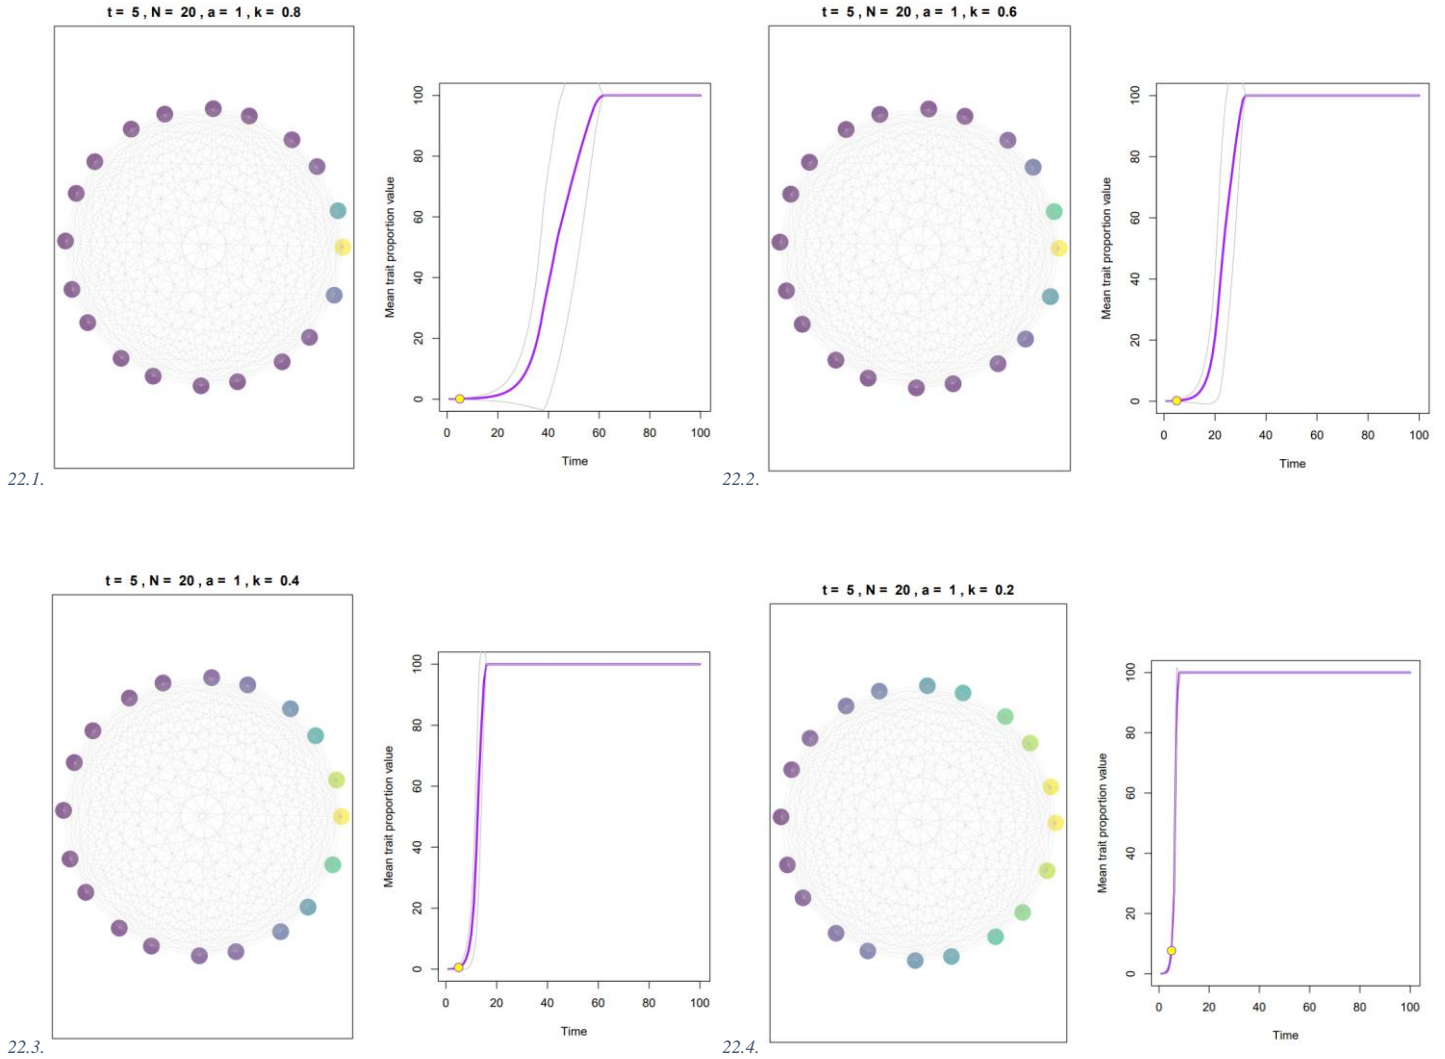 t = 5 , N = 20 , a = 1 , k = 0.8
Mean trait proportion value
100
80
60
40
20
0
0 20 40 60 80 100
Time
22.1.
t = 5 , N = 20 , a = 1 , k = 0.6
Mean trait proportion value
100
80
60
40
20
0
0 20 40 60 80 100
Time
22.2.
t = 5 , N = 20 , a = 1 , k = 0.4
Mean trait proportion value
100
80
60
40
20
0
0 20 40 60 80 100
Time
22.3.
t = 5 , N = 20 , a = 1 , k = 0.2
Mean trait proportion value
100
80
60
40
20
0
0 20 40 60 80 100
Time
22.4.